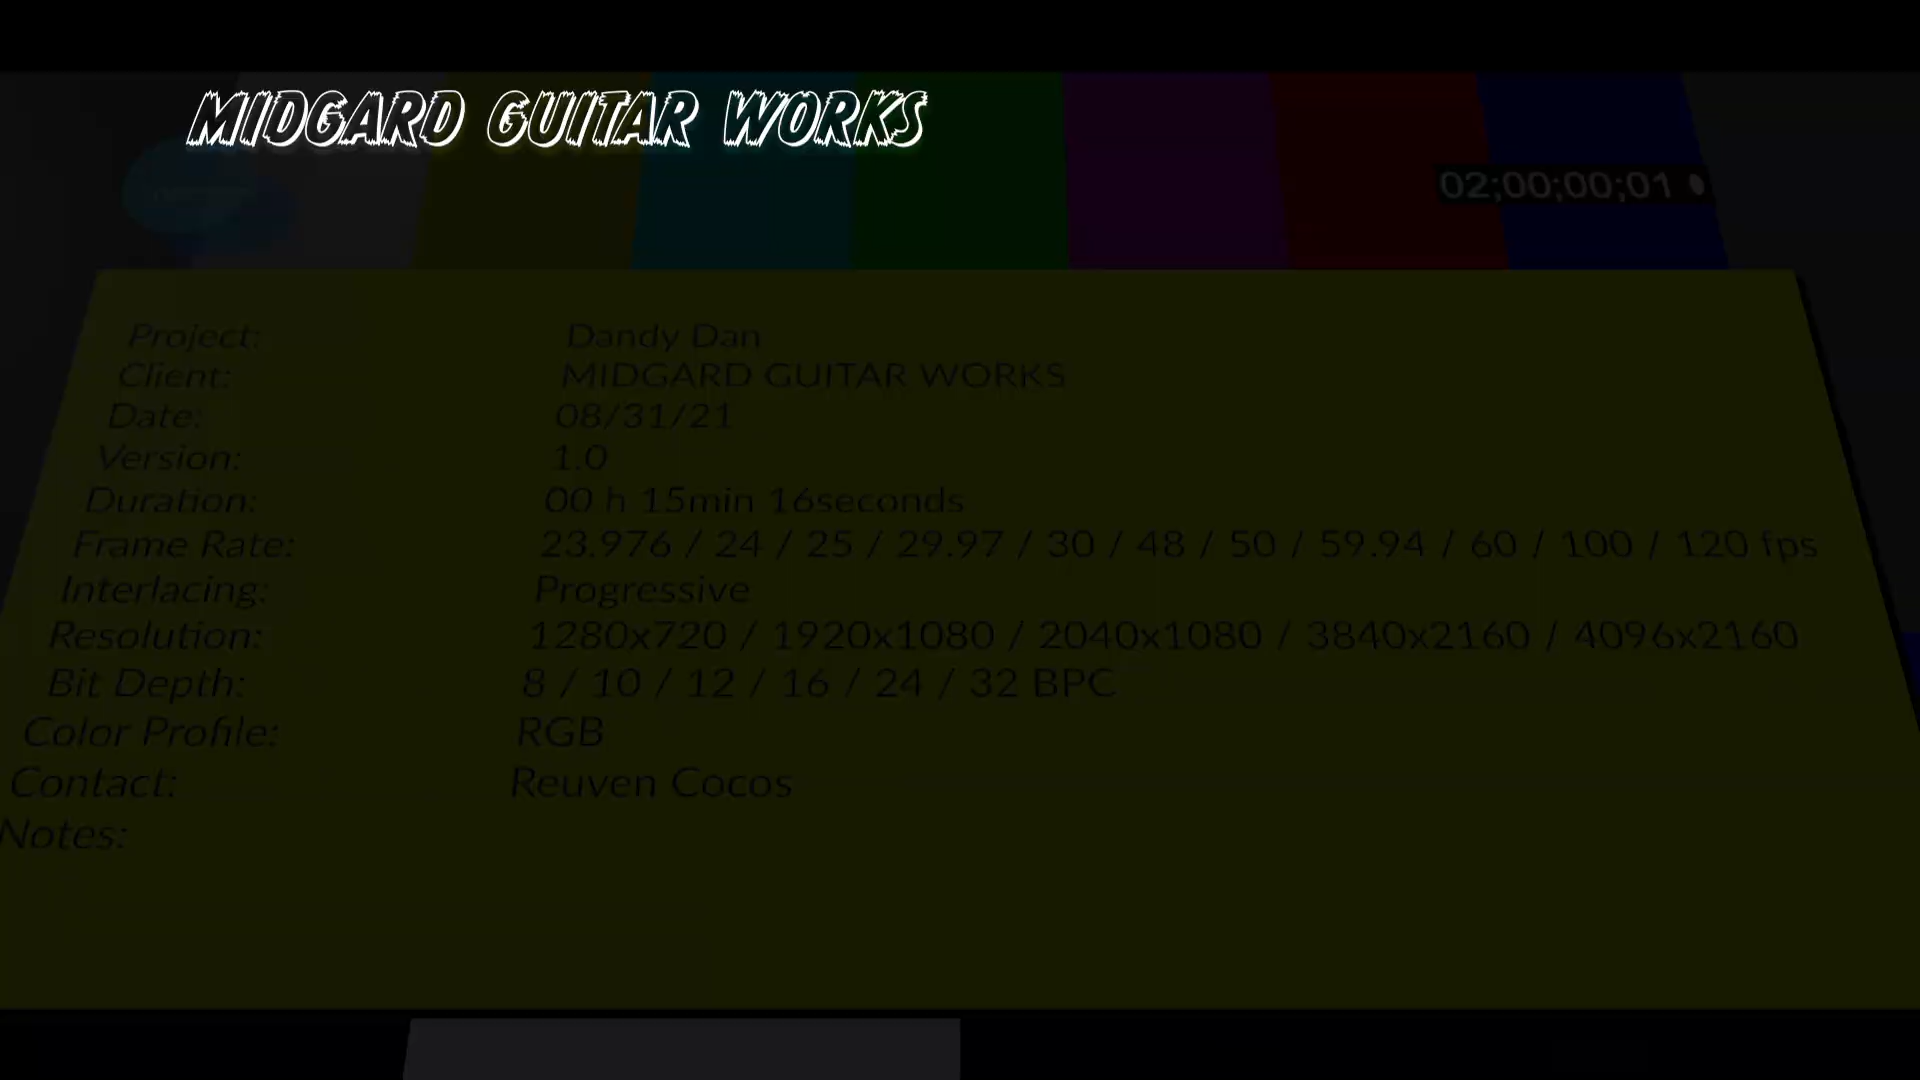 MIDGARD GUITAR WORKS
02;00;00;01
Project: Dandy Dan
Client: MIDGARD GUITAR WORKS
Date: 08/31/21
Version: 1.0
Duration: 00 h 15min 16seconds
Frame Rate: 23.976 / 24 / 25 / 29.97 / 30 / 48 / 50 / 59.94 / 60 / 100 / 120 fps
Interlacing: Progressive
Resolution: 1280x720 / 1920x1080 / 2040x1080 / 3840x2160 / 4096x2160
Bit Depth: 8 / 10 / 12 / 16 / 24 / 32 BPC
Color Profile: RGB
Contact: Reuven Cocos
Notes: